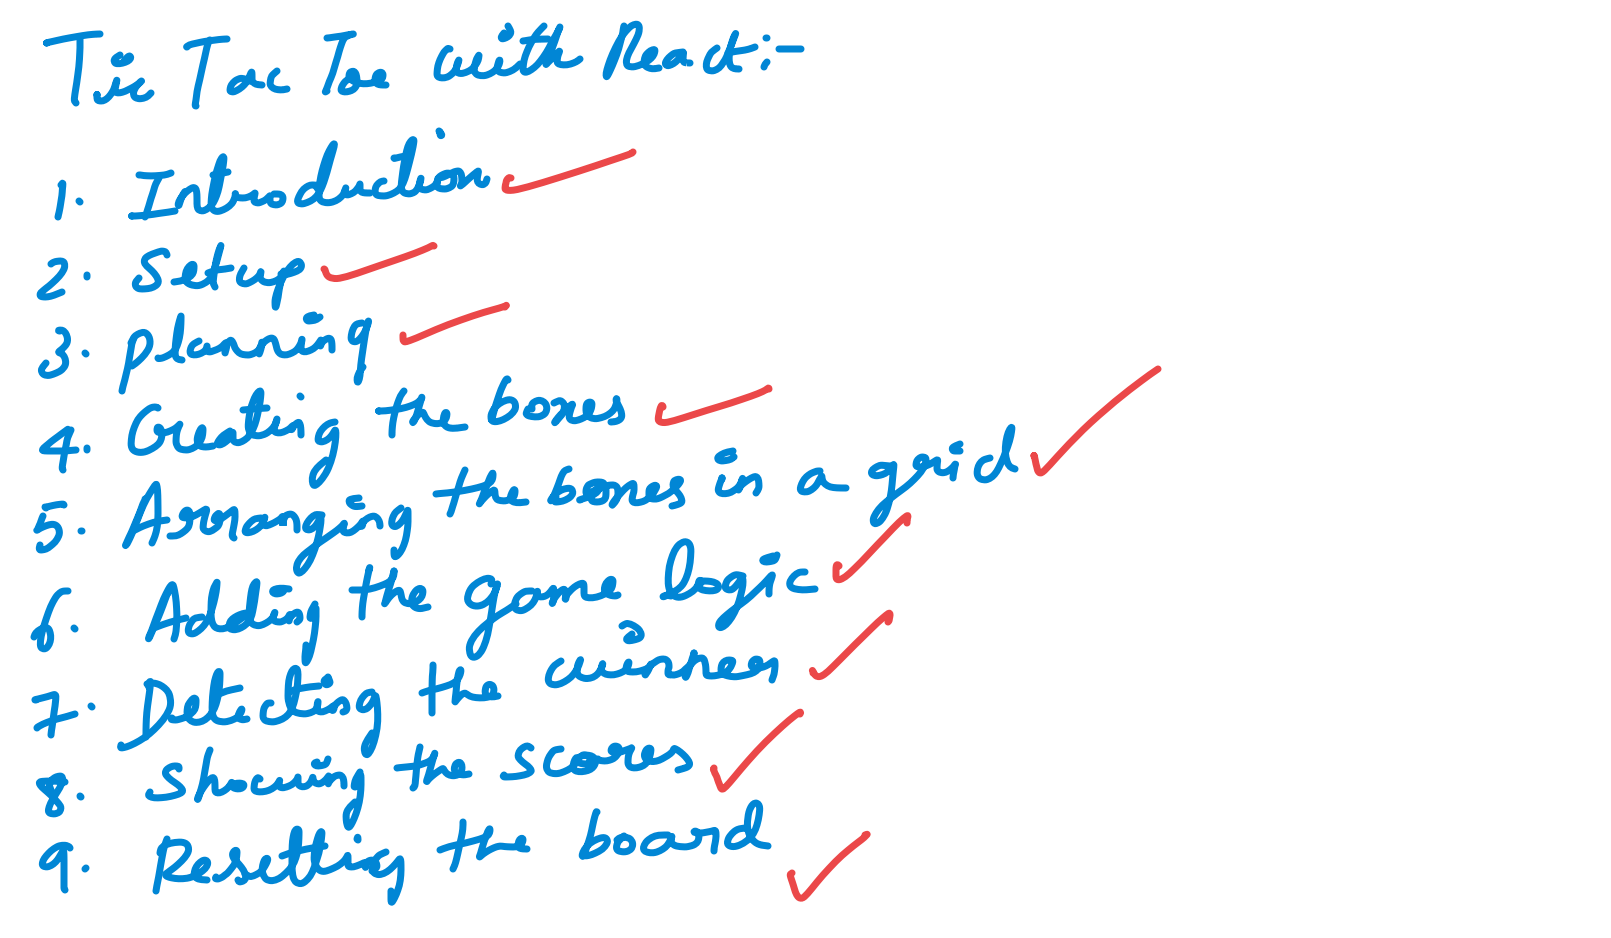 Tic Tac Toe with React:-
1. Introduction
2. Setup
3. planning
4. Creating the boxes
5. Arranging the boxes in a grid
6. Adding the game logic
7. Detecting the winner
8. Showing the scores
9. Resetting the board